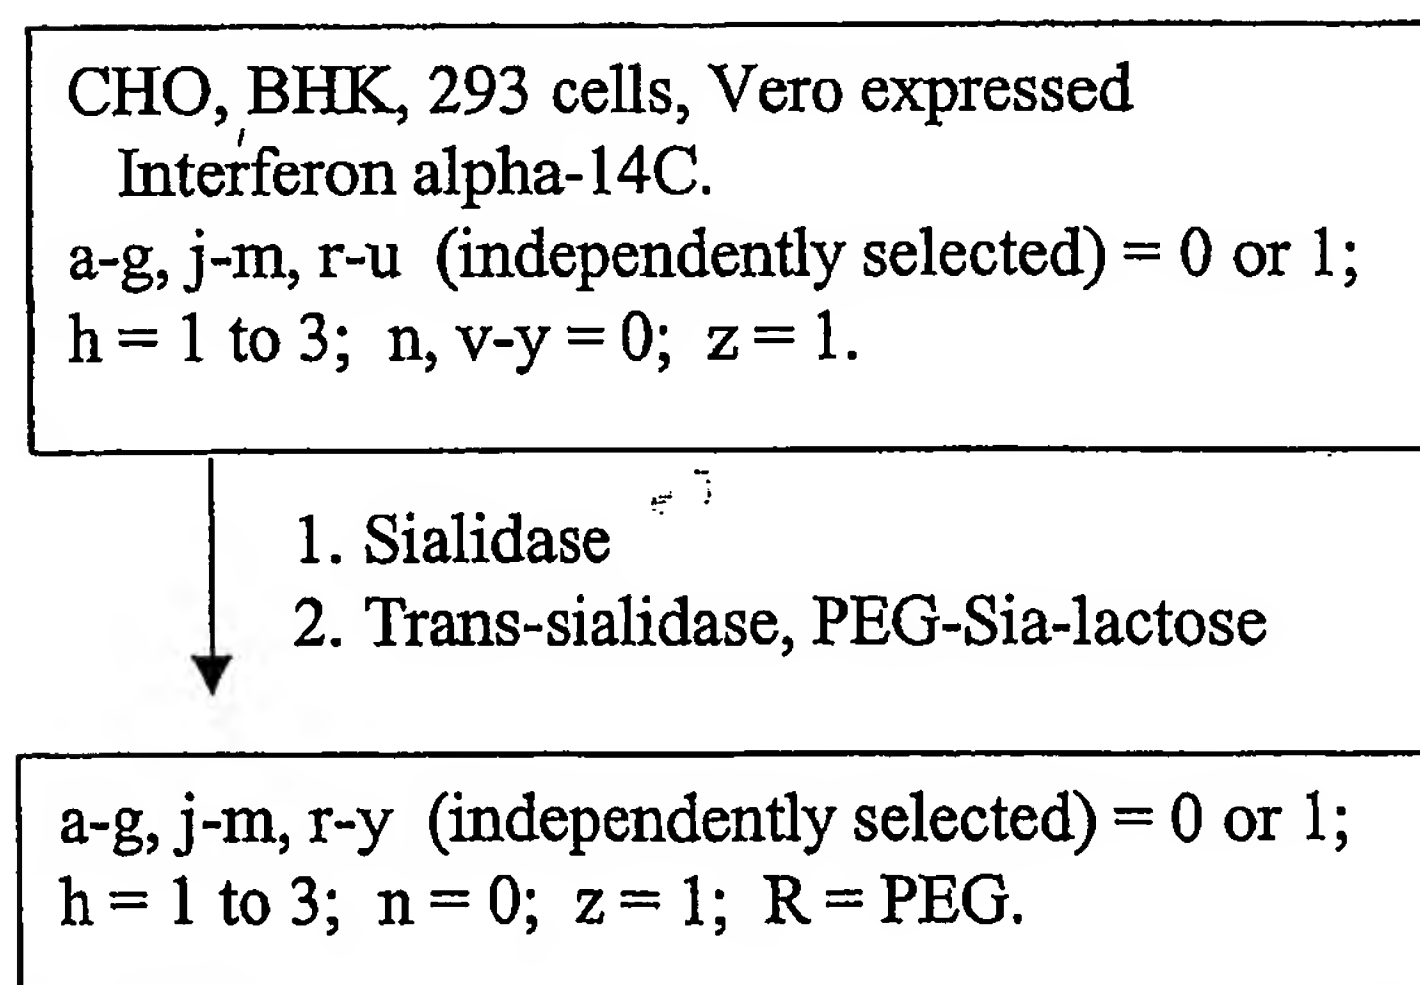 CHO, BHK, 293 cells, Vero expressed
Interferon alpha-14C.
a-g, j-m, r-u (independently selected) = 0 or 1;
h = 1 to 3; n, v-y = 0; z = 1.
1. Sialidase
2. Trans-sialidase, PEG-Sia-lactose
a-g, j-m, r-y (independently selected) = 0 or 1;
h = 1 to 3; n = 0; z = 1; R = PEG.